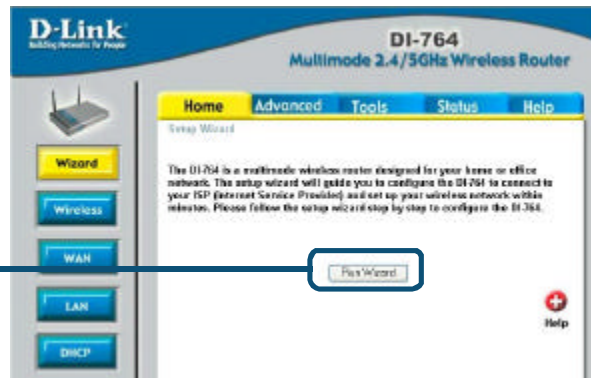 D-Link
Building Networks for People
DI-764
Multimode 2.4/5GHz Wireless Router
Home Advanced Tools Status Help
Setup Wizard
Wizard
The DI-764 is a multimode wireless router designed for your home or office
network. The setup wizard will guide you to configure the DI-764 to connect to
your ISP (Internet Service Provider) and set up your wireless network within
minutes. Please follow the setup wizard step by step to configure the DI-764.
Wireless
WAN
Run Wizard
LAN
Help
DHCP